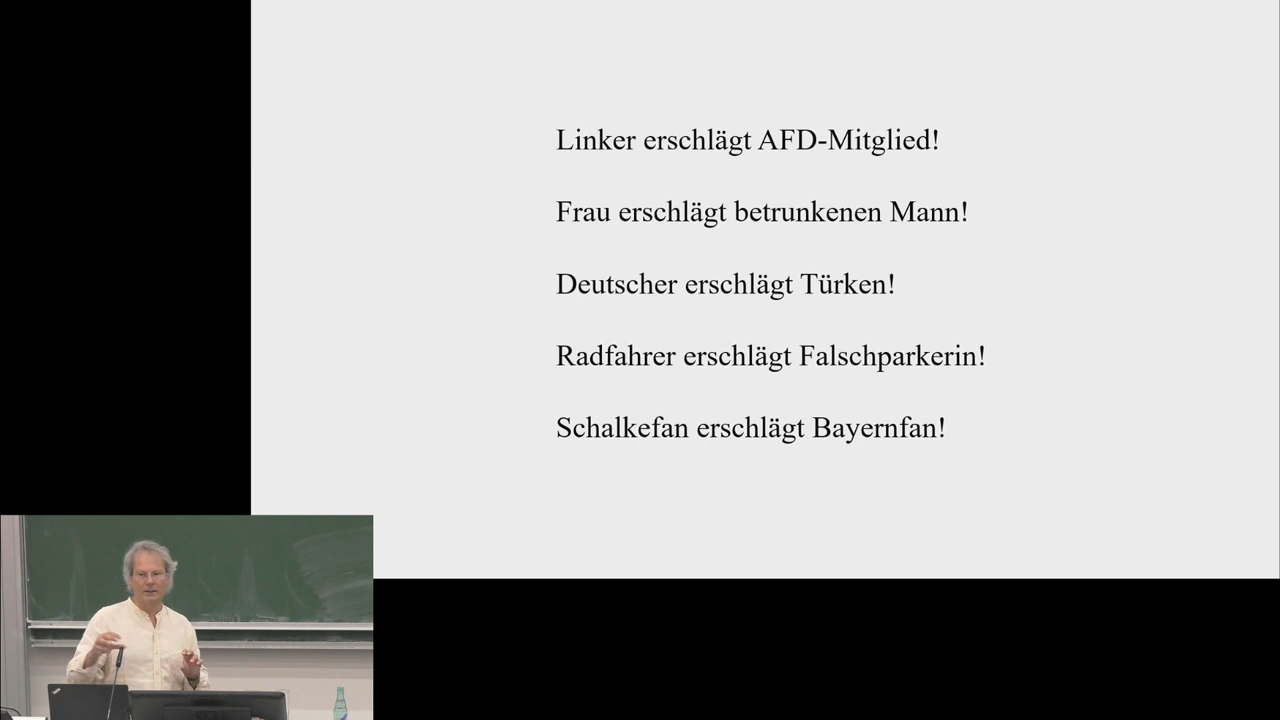 Linker erschlägt AFD-Mitglied!
Frau erschlägt betrunkenen Mann!
Deutscher erschlägt Türken!
Radfahrer erschlägt Falschparkerin!
Schalkefan erschlägt Bayernfan!